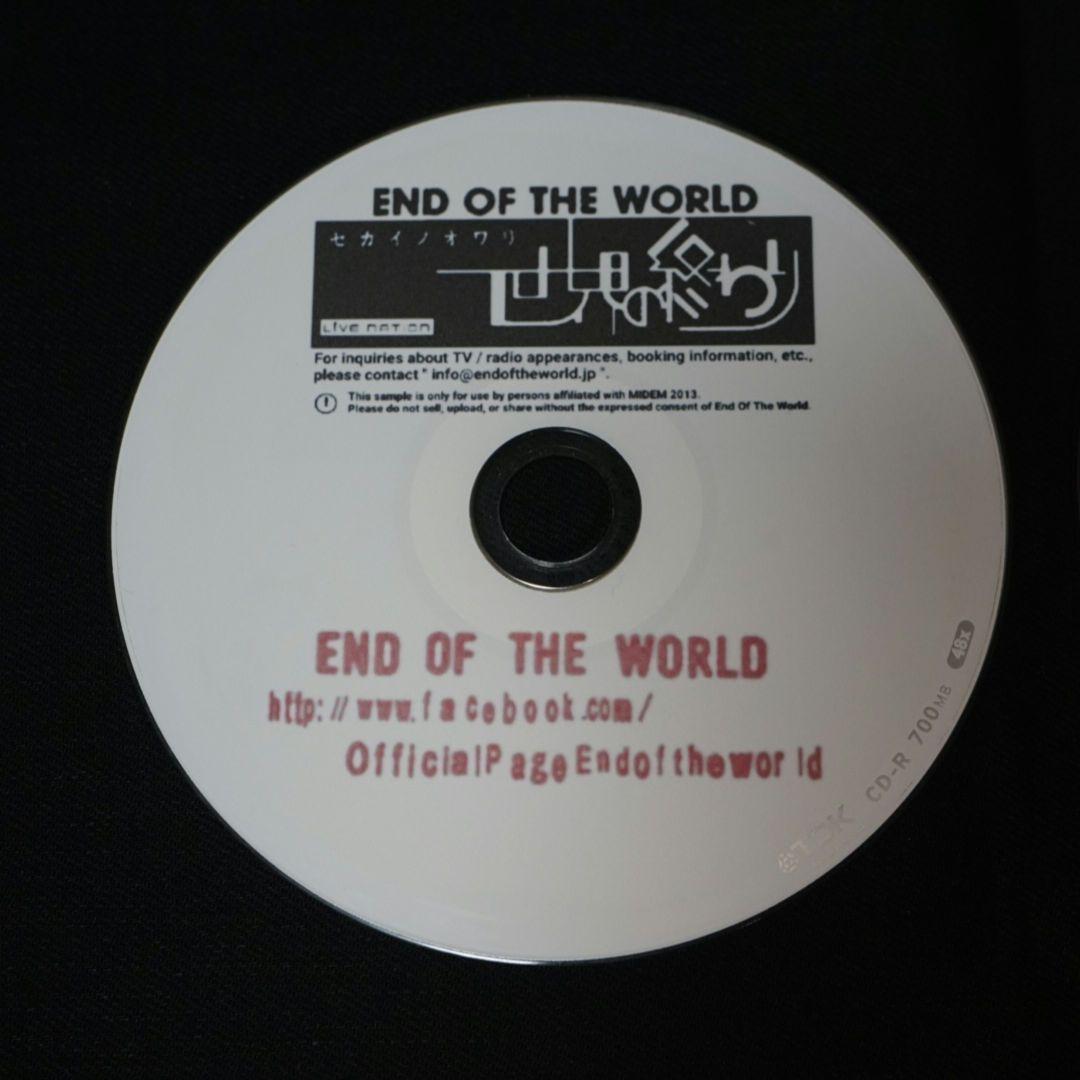 END OF THE WORLD
セカイノオワリ
世界の終わり
LIVE NATION
For inquiries about TV / radio appearances, booking information, etc.,
please contact " info@endoftheworld.jp ".
This sample is only for use by persons affiliated with MIDEM 2013.
Please do not sell, upload, or share without the expressed consent of End Of The World.
END OF THE WORLD
http://www.facebook.com/
OfficialPageEndoftheworld
TDK CD-R 700MB 48x